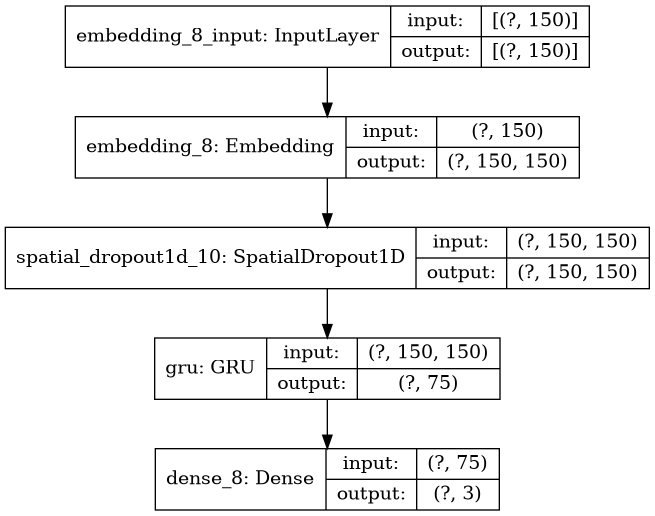 embedding_8_input: InputLayer
input: [(?, 150)]
output: [(?, 150)]
embedding_8: Embedding
input: (?, 150)
output: (?, 150, 150)
spatial_dropout1d_10: SpatialDropout1D
input: (?, 150, 150)
output: (?, 150, 150)
gru: GRU
input: (?, 150, 150)
output: (?, 75)
dense_8: Dense
input: (?, 75)
output: (?, 3)